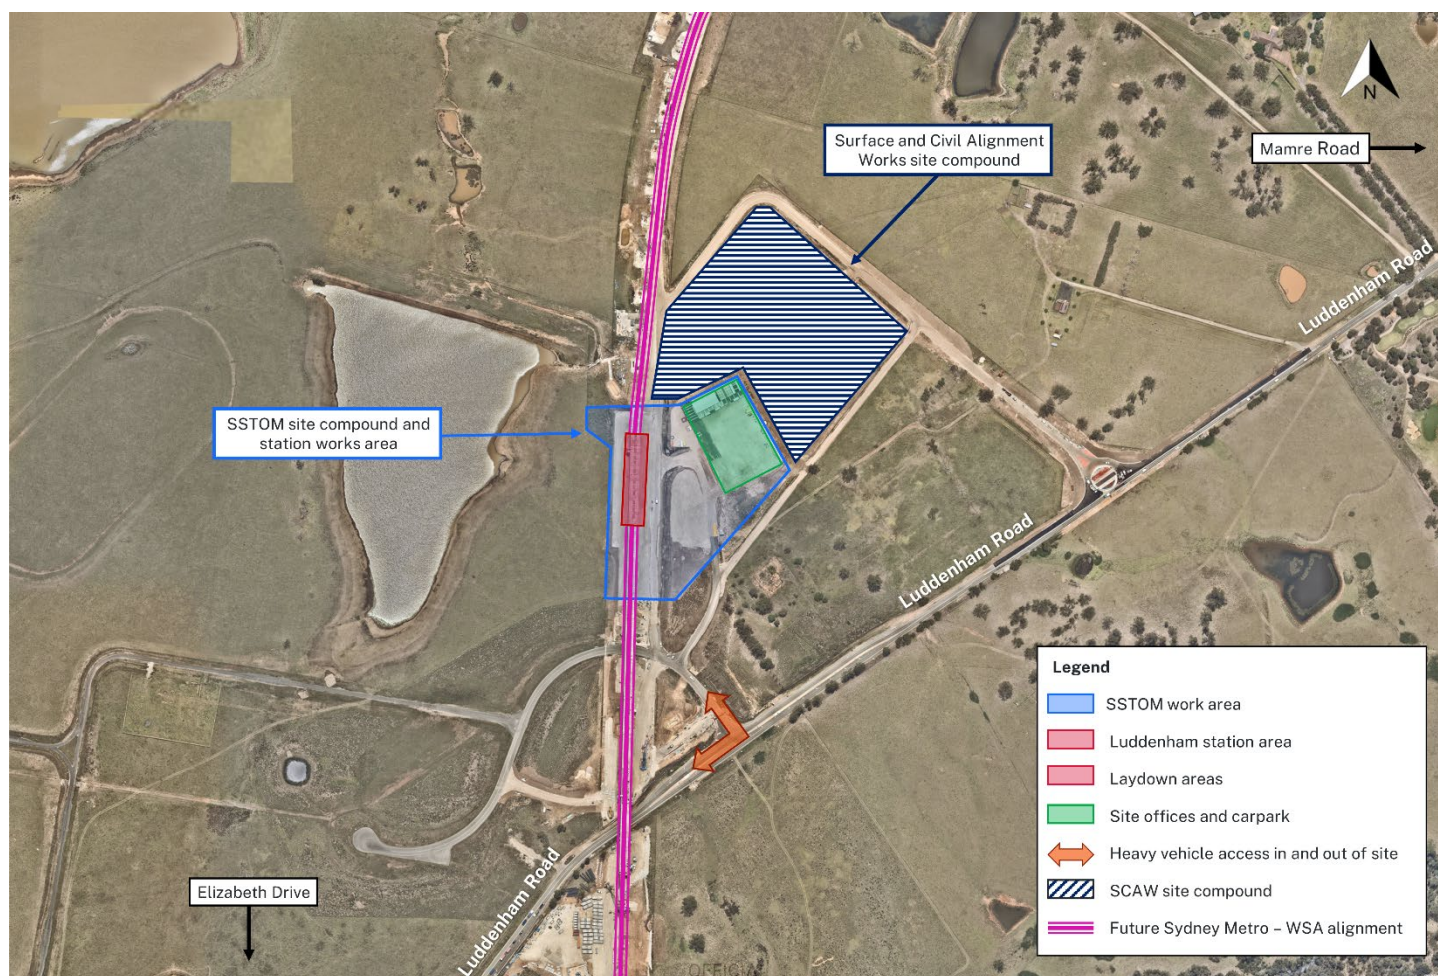 N
Surface and Civil Alignment
Works site compound
Mamre Road
Luddenham Road
SSTOM site compound and
station works area
Luddenham Road
Luddenham Road
Elizabeth Drive
Legend
SSTOM work area
Luddenham station area
Laydown areas
Site offices and carpark
Heavy vehicle access in and out of site
SCAW site compound
Future Sydney Metro – WSA alignment